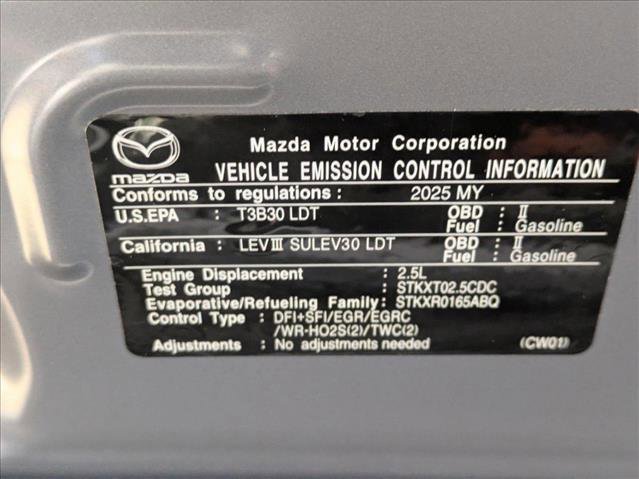 Mazda Motor Corporation
mazda VEHICLE EMISSION CONTROL INFORMATION
Conforms to regulations : 2025 MY
U.S.EPA : T3B30 LDT OBD : II
Fuel : Gasoline
California : LEVIII SULEV30 LDT OBD : II
Fuel : Gasoline
Engine Displacement : 2.5L
Test Group : STKXT02.5CDC
Evaporative/Refueling Family: STKXR0165ABQ
Control Type : DFI+SFI/EGR/EGRC
/WR-HO2S(2)/TWC(2)
Adjustments : No adjustments needed (CW01)